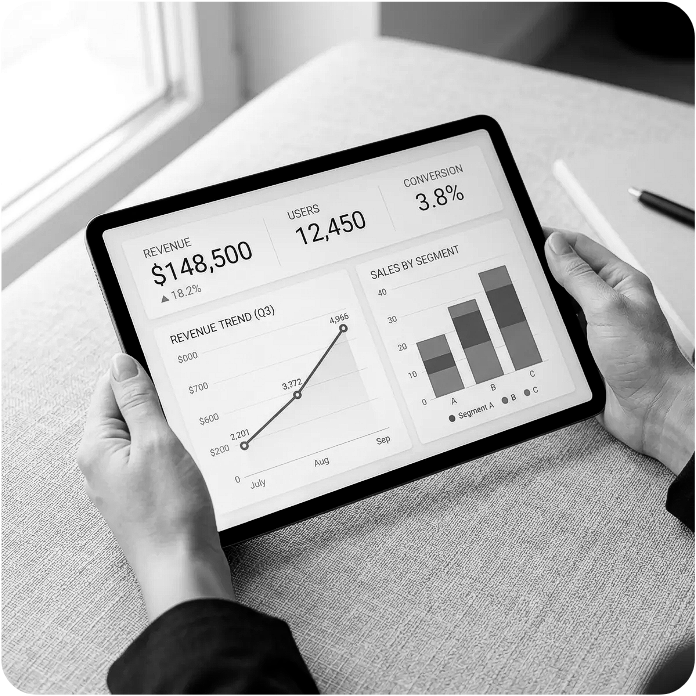 REVENUE
$148,500
▲ 18.2%
USERS
12,450
CONVERSION
3.8%
REVENUE TREND (Q3)
$000
$700
$600
$200
0
2,201
3,372
4,966
July
Aug
Sep
SALES BY SEGMENT
40
30
20
10
0
A
B
C
Segment A
B
C